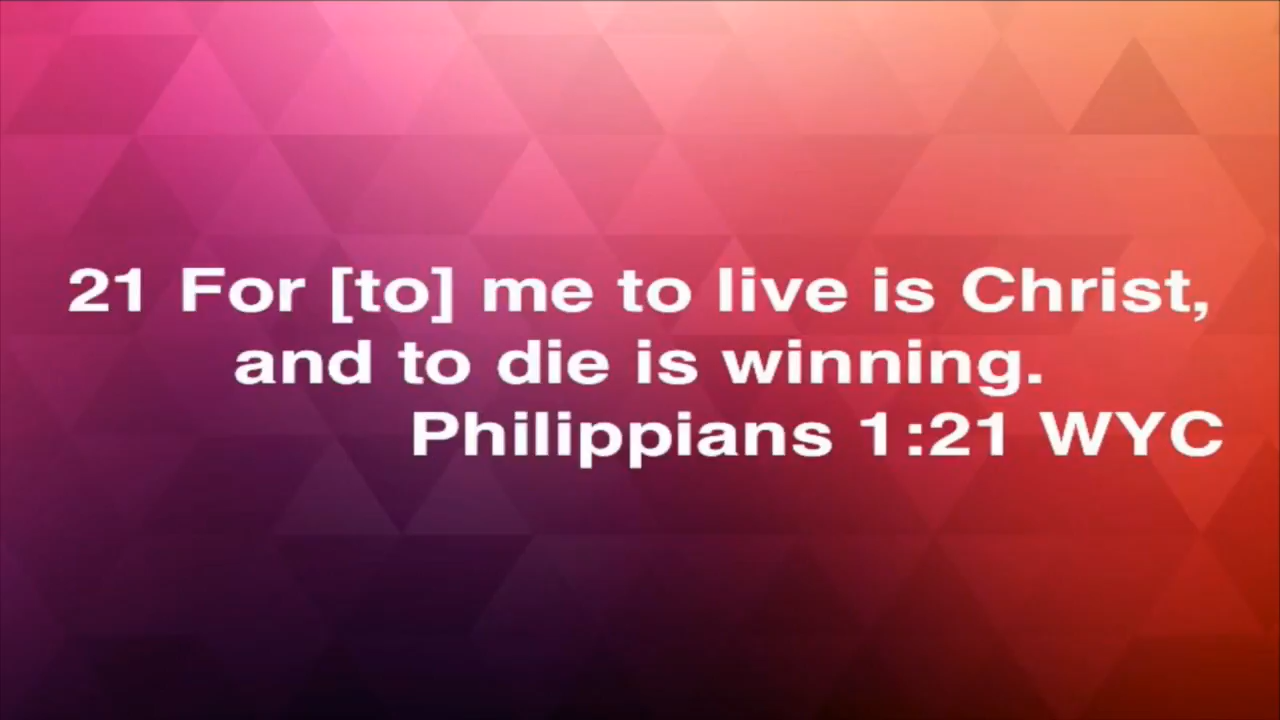 21 For [to] me to live is Christ,
and to die is winning.
Philippians 1:21 WYC